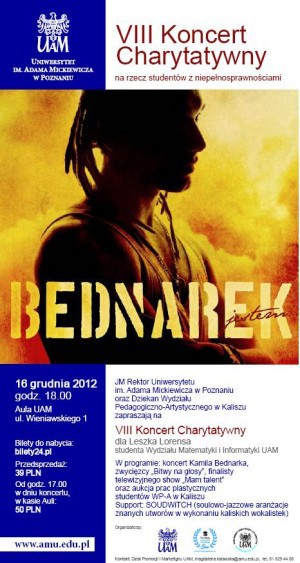 VIII Koncert
Charytatywny
na rzecz studentów z niepełnosprawnościami
UAM
UNIWERSYTET
IM. ADAMA MICKIEWICZA
W POZNANIU
BEDNAREK
jestem
16 grudnia 2012
godz. 18.00
Aula UAM
ul. Wieniawskiego 1
Bilety do nabycia:
bilety24.pl
Przedsprzedaż:
39 PLN
Od godz. 17.00
w dniu koncertu,
w kasie Auli:
50 PLN
www.amu.edu.pl
JM Rektor Uniwersytetu
im. Adama Mickiewicza w Poznaniu
oraz Dziekan Wydziału
Pedagogiczno-Artystycznego w Kaliszu
zapraszają na
VIII Koncert Charytatywny
dla Leszka Lorensa
studenta Wydziału Matematyki i Informatyki UAM
W programie: koncert Kamila Bednarka,
zwycięzcy „Bitwy na głosy”, finalisty
telewizyjnego show „Mam talent”
oraz aukcja prac plastycznych
studentów WP-A w Kaliszu
Support: SOUDWITCH (soulowo-jazzowe aranżacje
znanych utworów w wykonaniu kaliskich wokalistek)
Organizatorzy:
UAM